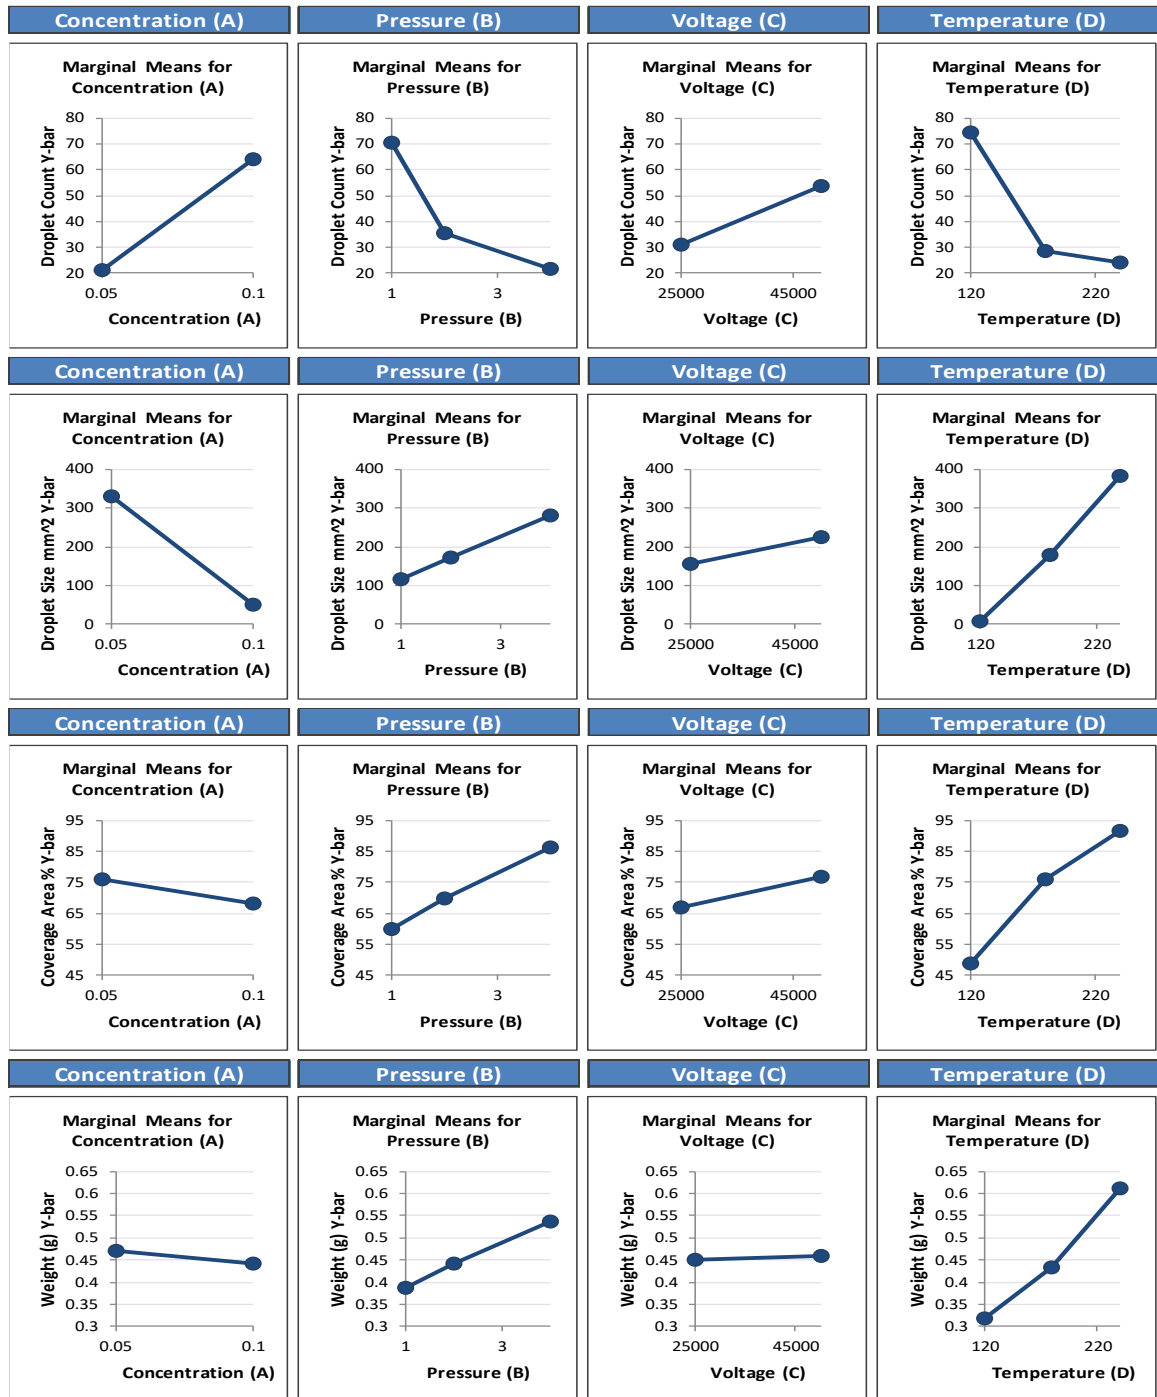 Concentration (A)
Pressure (B)
Voltage (C)
Temperature (D)
Marginal Means for
Concentration (A)
Droplet Count Y-bar
80
70
60
50
40
30
20
0.05
0.1
Concentration (A)
Marginal Means for
Pressure (B)
Droplet Count Y-bar
80
70
60
50
40
30
20
1
3
Pressure (B)
Marginal Means for
Voltage (C)
Droplet Count Y-bar
80
70
60
50
40
30
20
25000
45000
Voltage (C)
Marginal Means for
Temperature (D)
Droplet Count Y-bar
80
70
60
50
40
30
20
120
220
Temperature (D)
Concentration (A)
Pressure (B)
Voltage (C)
Temperature (D)
Marginal Means for
Concentration (A)
Droplet Size mm^2 Y-bar
400
300
200
100
0
0.05
0.1
Concentration (A)
Marginal Means for
Pressure (B)
Droplet Size mm^2 Y-bar
400
300
200
100
0
1
3
Pressure (B)
Marginal Means for
Voltage (C)
Droplet Size mm^2 Y-bar
400
300
200
100
0
25000
45000
Voltage (C)
Marginal Means for
Temperature (D)
Droplet Size mm^2 Y-bar
400
300
200
100
0
120
220
Temperature (D)
Concentration (A)
Pressure (B)
Voltage (C)
Temperature (D)
Marginal Means for
Concentration (A)
Coverage Area % Y-bar
95
85
75
65
55
45
0.05
0.1
Concentration (A)
Marginal Means for
Pressure (B)
Coverage Area % Y-bar
95
85
75
65
55
45
1
3
Pressure (B)
Marginal Means for
Voltage (C)
Coverage Area % Y-bar
95
85
75
65
55
45
25000
45000
Voltage (C)
Marginal Means for
Temperature (D)
Coverage Area % Y-bar
95
85
75
65
55
45
120
220
Temperature (D)
Concentration (A)
Pressure (B)
Voltage (C)
Temperature (D)
Marginal Means for
Concentration (A)
Weight (g) Y-bar
0.65
0.6
0.55
0.5
0.45
0.4
0.35
0.3
0.05
0.1
Concentration (A)
Marginal Means for
Pressure (B)
Weight (g) Y-bar
0.65
0.6
0.55
0.5
0.45
0.4
0.35
0.3
1
3
Pressure (B)
Marginal Means for
Voltage (C)
Weight (g) Y-bar
0.65
0.6
0.55
0.5
0.45
0.4
0.35
0.3
25000
45000
Voltage (C)
Marginal Means for
Temperature (D)
Weight (g) Y-bar
0.65
0.6
0.55
0.5
0.45
0.4
0.35
0.3
120
220
Temperature (D)